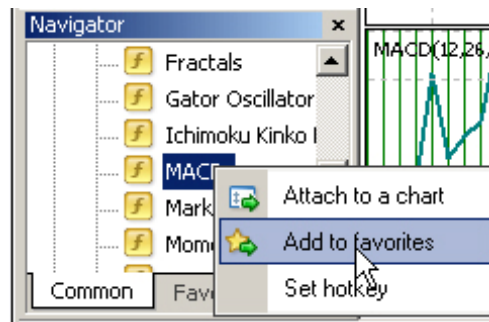 Navigator
MACD(12,26,
Fractals
Gator Oscillator
Ichimoku Kinko
MACD
Attach to a chart
Add to favorites
Set hotkey
Common